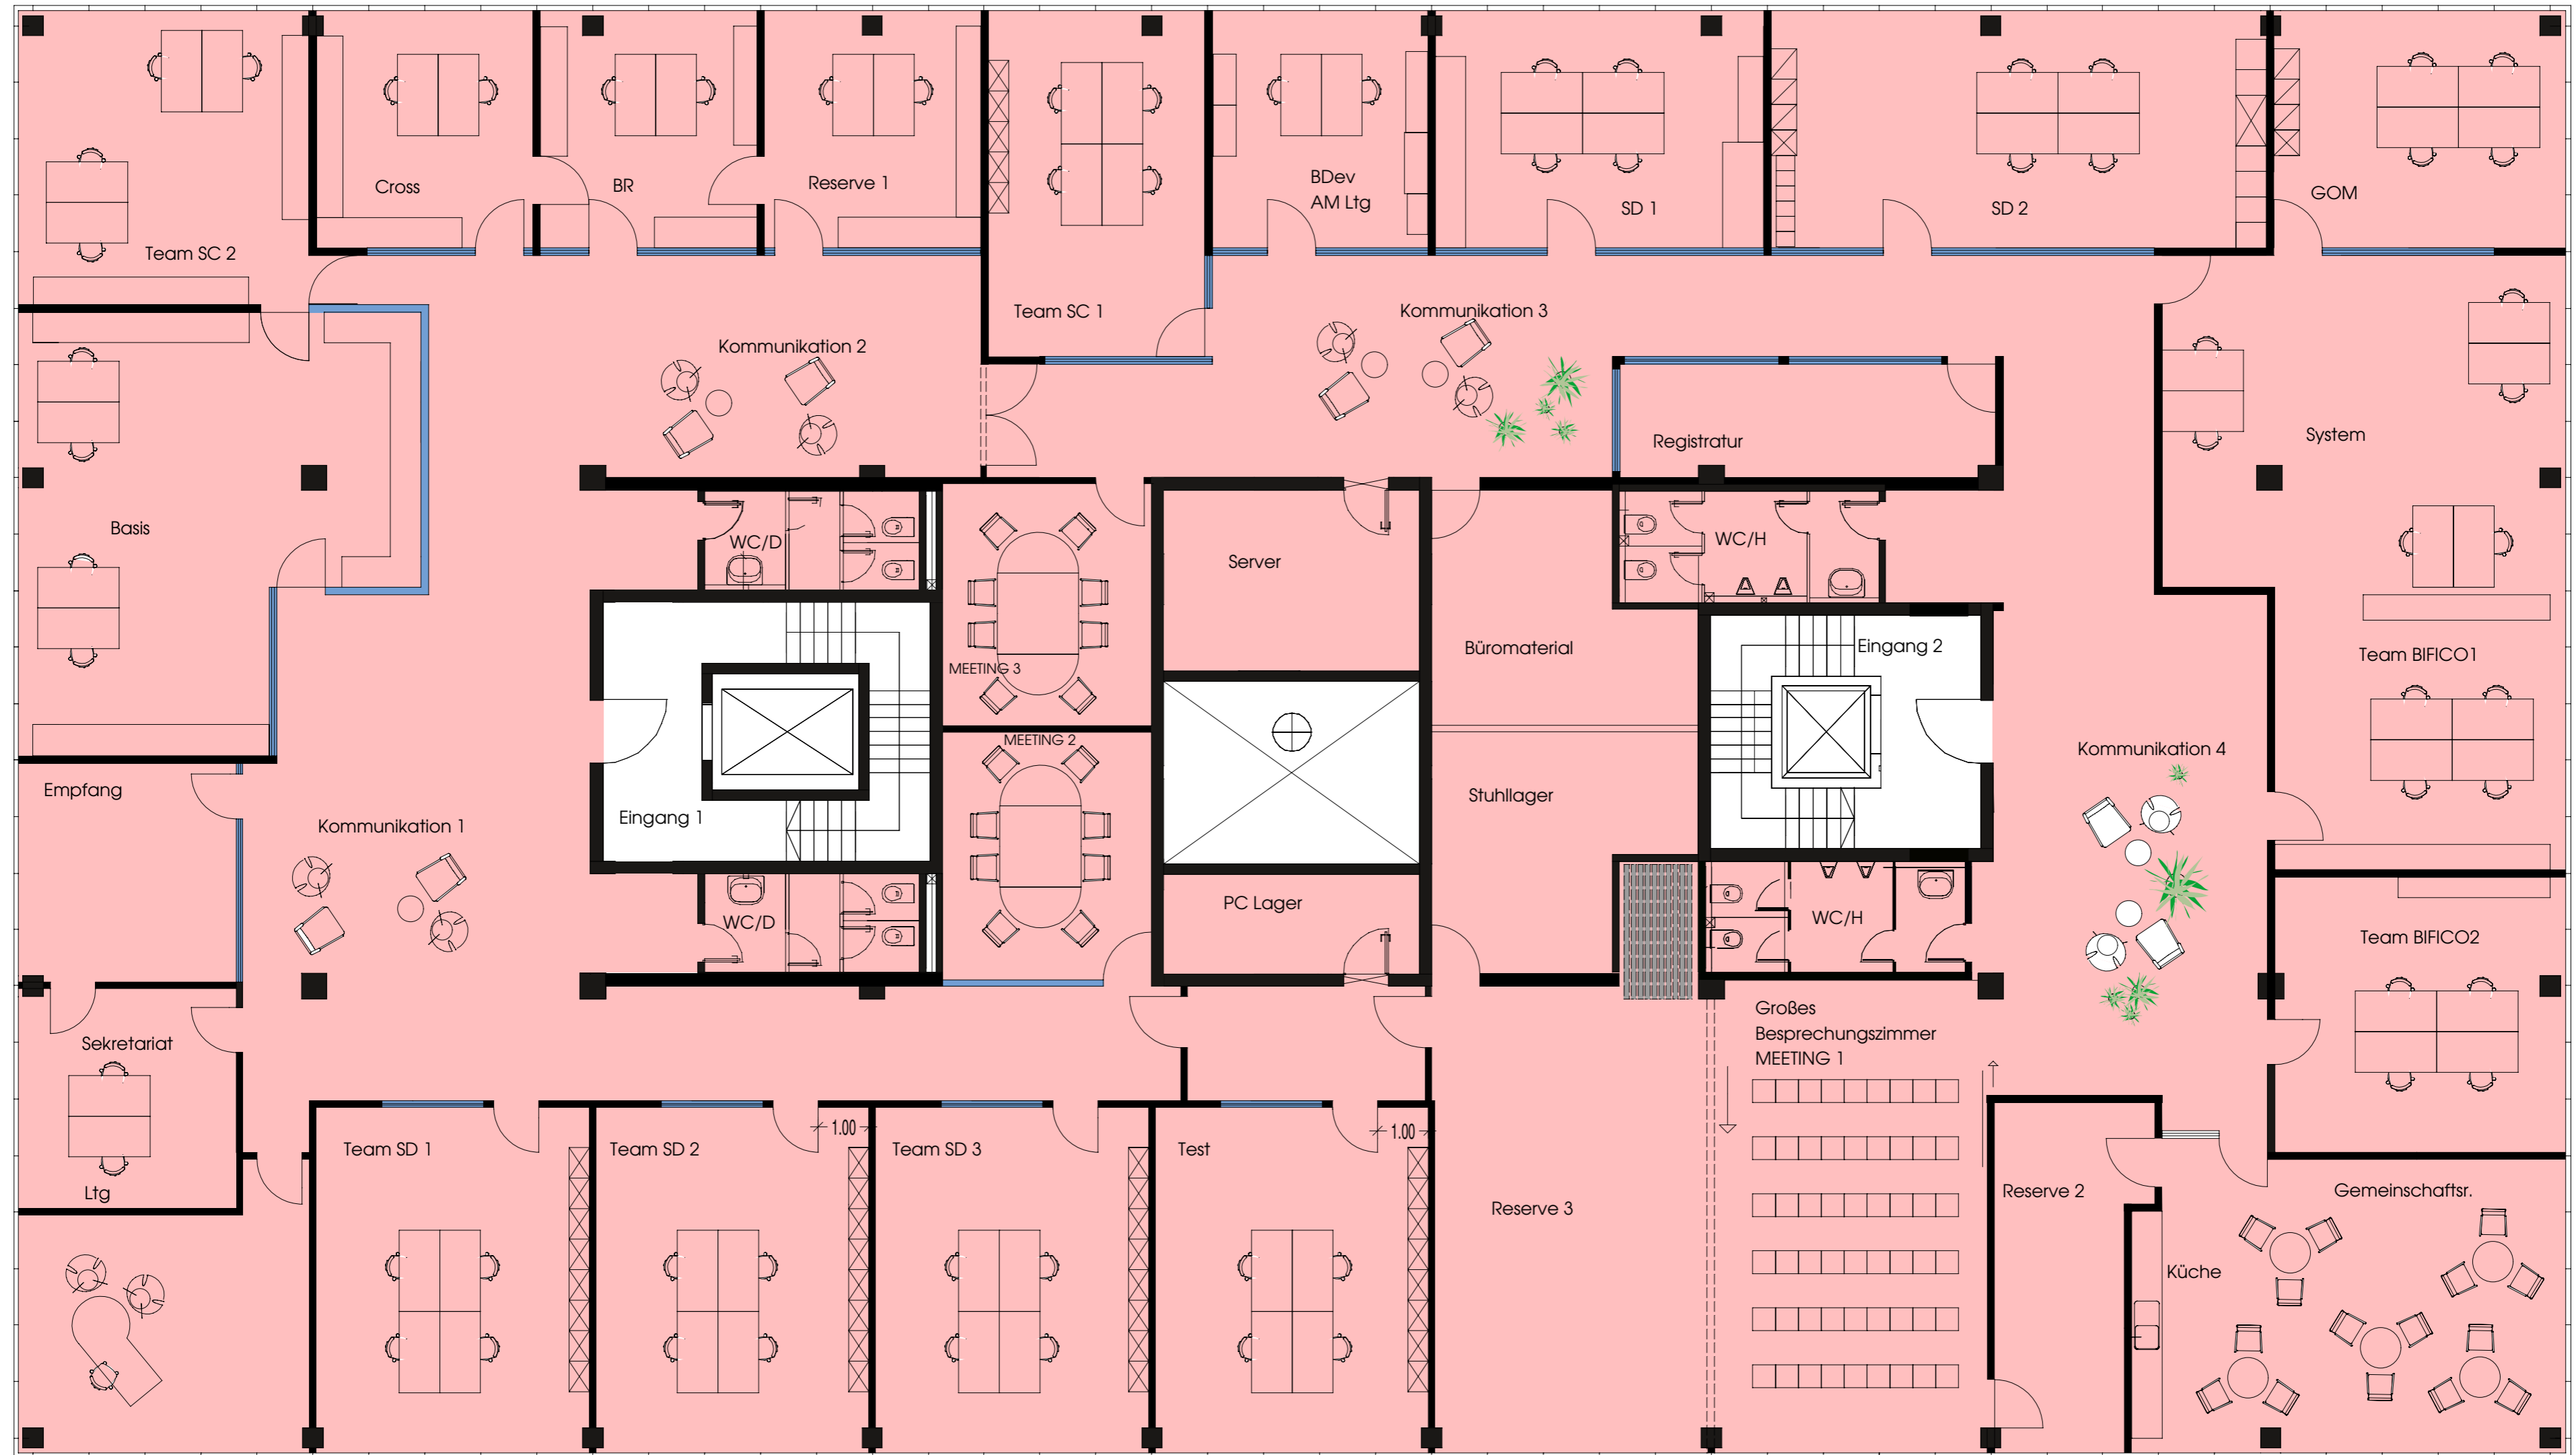 Cross
BR
Reserve 1
BDev
AM Ltg
SD 1
SD 2
GOM
Team SC 2
Team SC 1
Kommunikation 2
Kommunikation 3
Registratur
System
Basis
WC/D
Server
WC/H
Büromaterial
Eingang 2
Team BIFICO1
MEETING 3
MEETING 2
Kommunikation 4
Empfang
Kommunikation 1
Eingang 1
Stuhllager
PC Lager
WC/D
WC/H
Team BIFICO2
Großes
Besprechungszimmer
MEETING 1
Sekretariat
Ltg
Team SD 1
Team SD 2
1.00
Team SD 3
Test
1.00
Reserve 3
Reserve 2
Gemeinschaftsr.
Küche